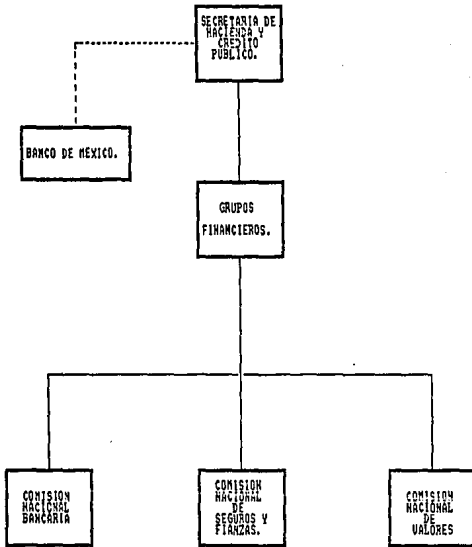 SECRETARIA DE
HACIENDA Y
CREDITO
PUBLICO.
BANCO DE MEXICO.
GRUPOS
FINANCIEROS.
COMISION
NACIONAL
BANCARIA
COMISION
NACIONAL
DE
SEGUROS Y
FIANZAS.
COMISION
NACIONAL
DE
VALORES